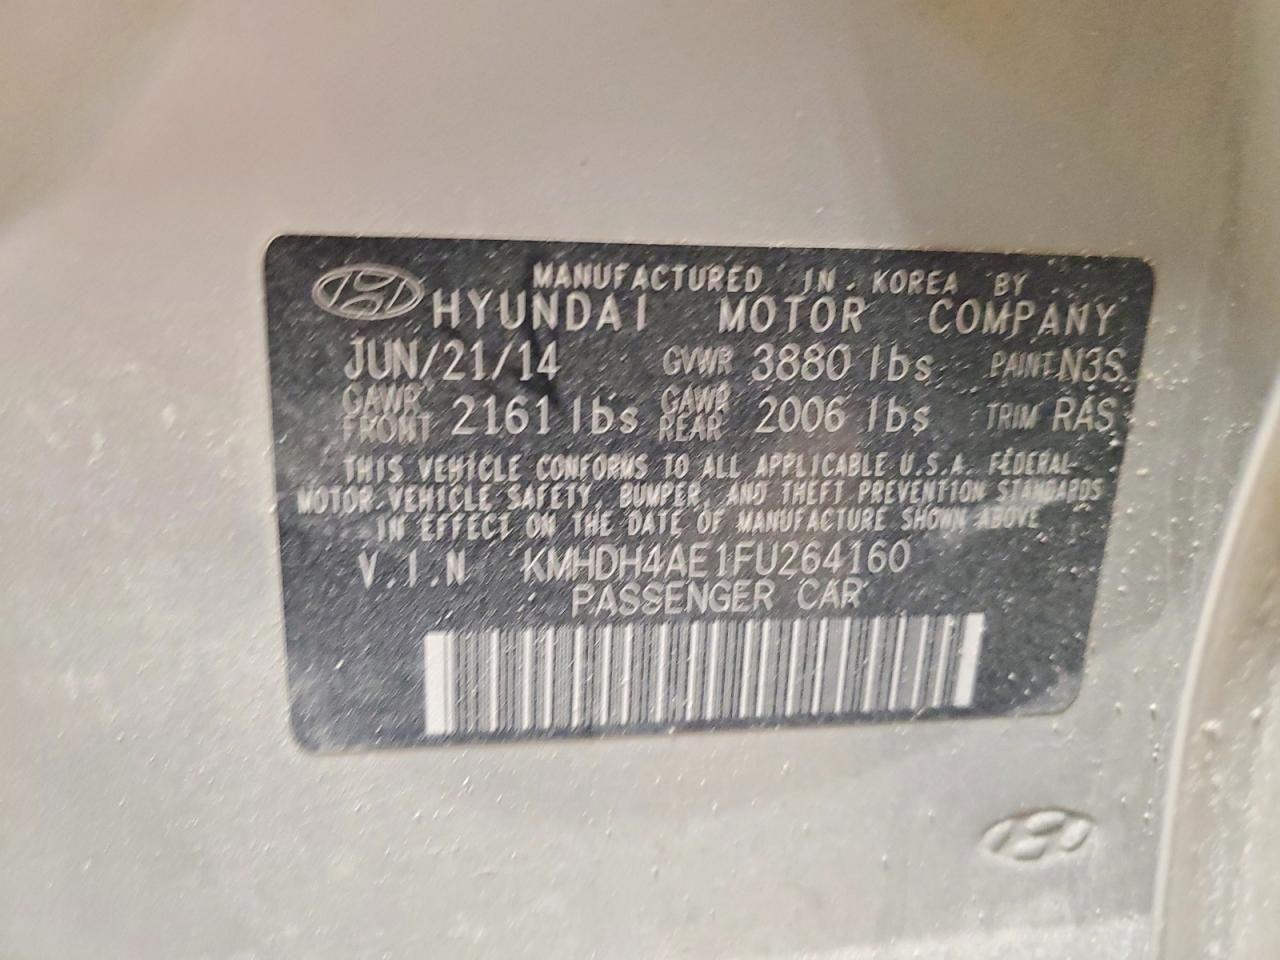 MANUFACTURED IN KOREA BY
HYUNDAI MOTOR COMPANY
JUN/21/14 GVWR 3880 lbs PAINT N3S
GAWR FRONT 2161 lbs GAWR REAR 2006 lbs TRIM RAS
THIS VEHICLE CONFORMS TO ALL APPLICABLE U.S.A. FEDERAL
MOTOR VEHICLE SAFETY, BUMPER, AND THEFT PREVENTION STANDARDS
IN EFFECT ON THE DATE OF MANUFACTURE SHOWN ABOVE
V.I.N KMHDH4AE1FU264160
PASSENGER CAR